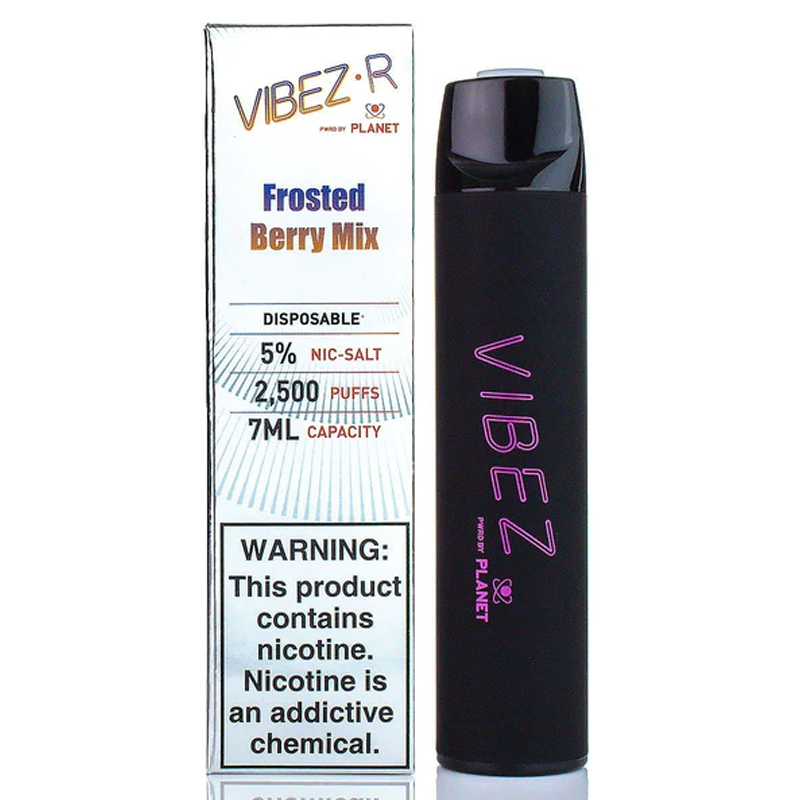 VIBEZ·R
PWRD BY PLANET
Frosted
Berry Mix
DISPOSABLE
5% NIC-SALT
2,500 PUFFS
7ML CAPACITY
WARNING:
This product
contains
nicotine.
Nicotine is
an addictive
chemical.
VIBEZ
PWRD BY PLANET